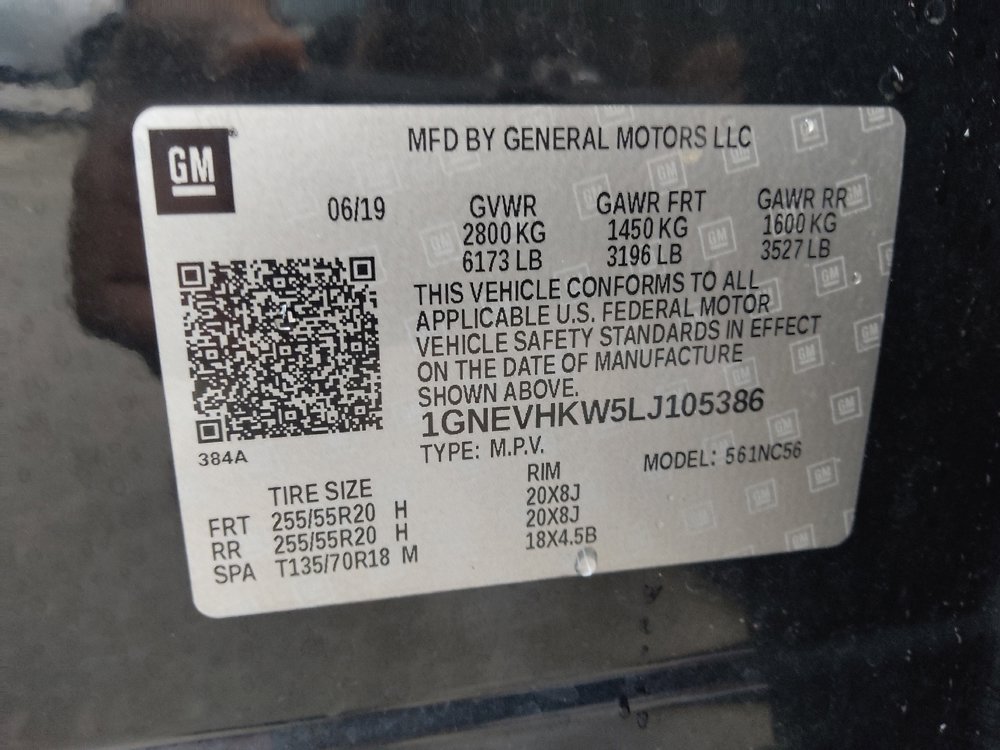 GM
MFD BY GENERAL MOTORS LLC
06/19
GVWR GAWR FRT GAWR RR
2800 KG 1450 KG 1600 KG
6173 LB 3196 LB 3527 LB
THIS VEHICLE CONFORMS TO ALL
APPLICABLE U.S. FEDERAL MOTOR
VEHICLE SAFETY STANDARDS IN EFFECT
ON THE DATE OF MANUFACTURE
SHOWN ABOVE.
1GNEVHKW5LJ105386
TYPE: M.P.V. MODEL: 561NC56
384A
TIRE SIZE RIM
FRT 255/55R20 H 20X8J
RR 255/55R20 H 20X8J
SPA T135/70R18 M 18X4.5B